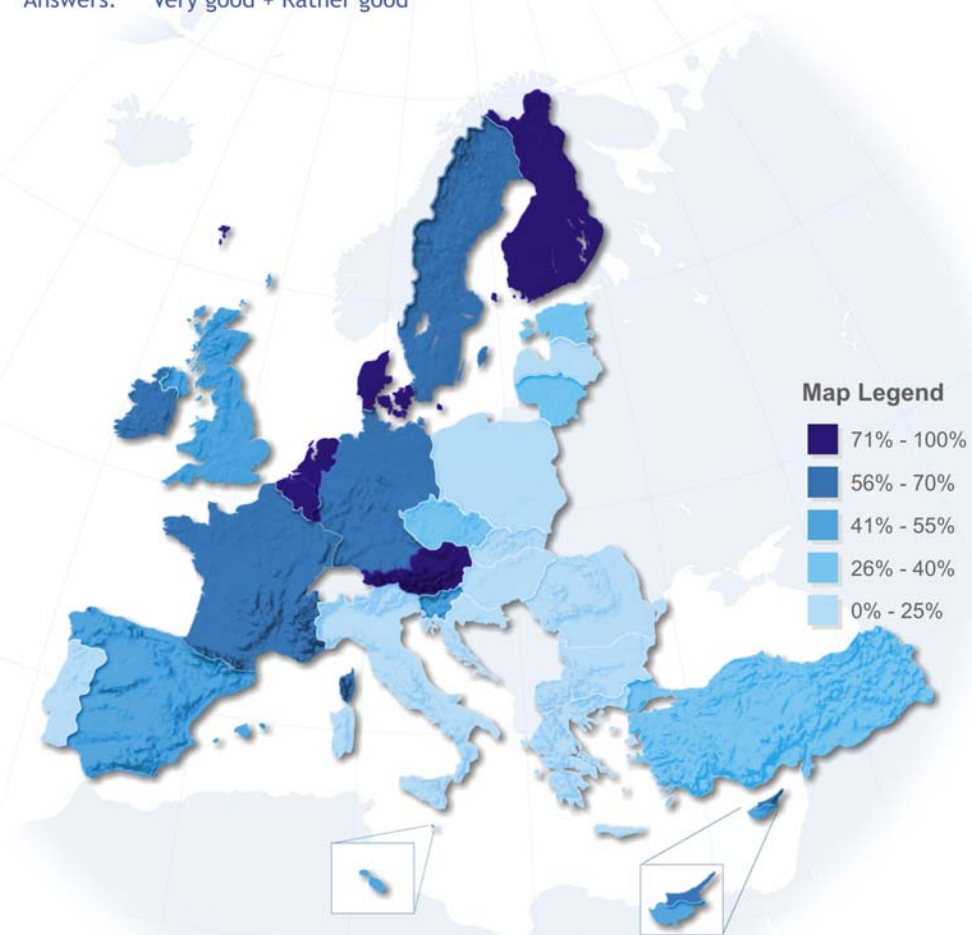 Answers: Very good + Rather good
Map Legend
71% - 100%
56% - 70%
41% - 55%
26% - 40%
0% - 25%